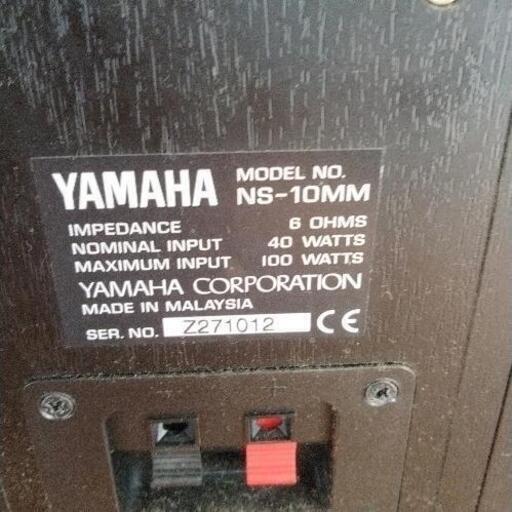 YAMAHA MODEL NO.
NS-10MM
IMPEDANCE 6 OHMS
NOMINAL INPUT 40 WATTS
MAXIMUM INPUT 100 WATTS
YAMAHA CORPORATION
MADE IN MALAYSIA
SER. NO. Z271012 CE